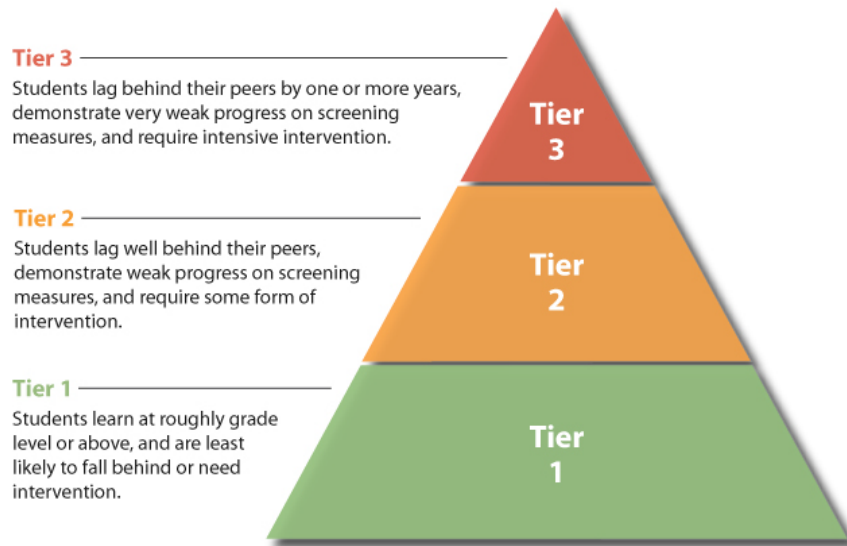 Tier 3
Students lag behind their peers by one or more years,
demonstrate very weak progress on screening
measures, and require intensive intervention.
Tier
3
Tier 2
Students lag well behind their peers,
demonstrate weak progress on screening
measures, and require some form of
intervention.
Tier
2
Tier 1
Students learn at roughly grade
level or above, and are least
likely to fall behind or need
intervention.
Tier
1